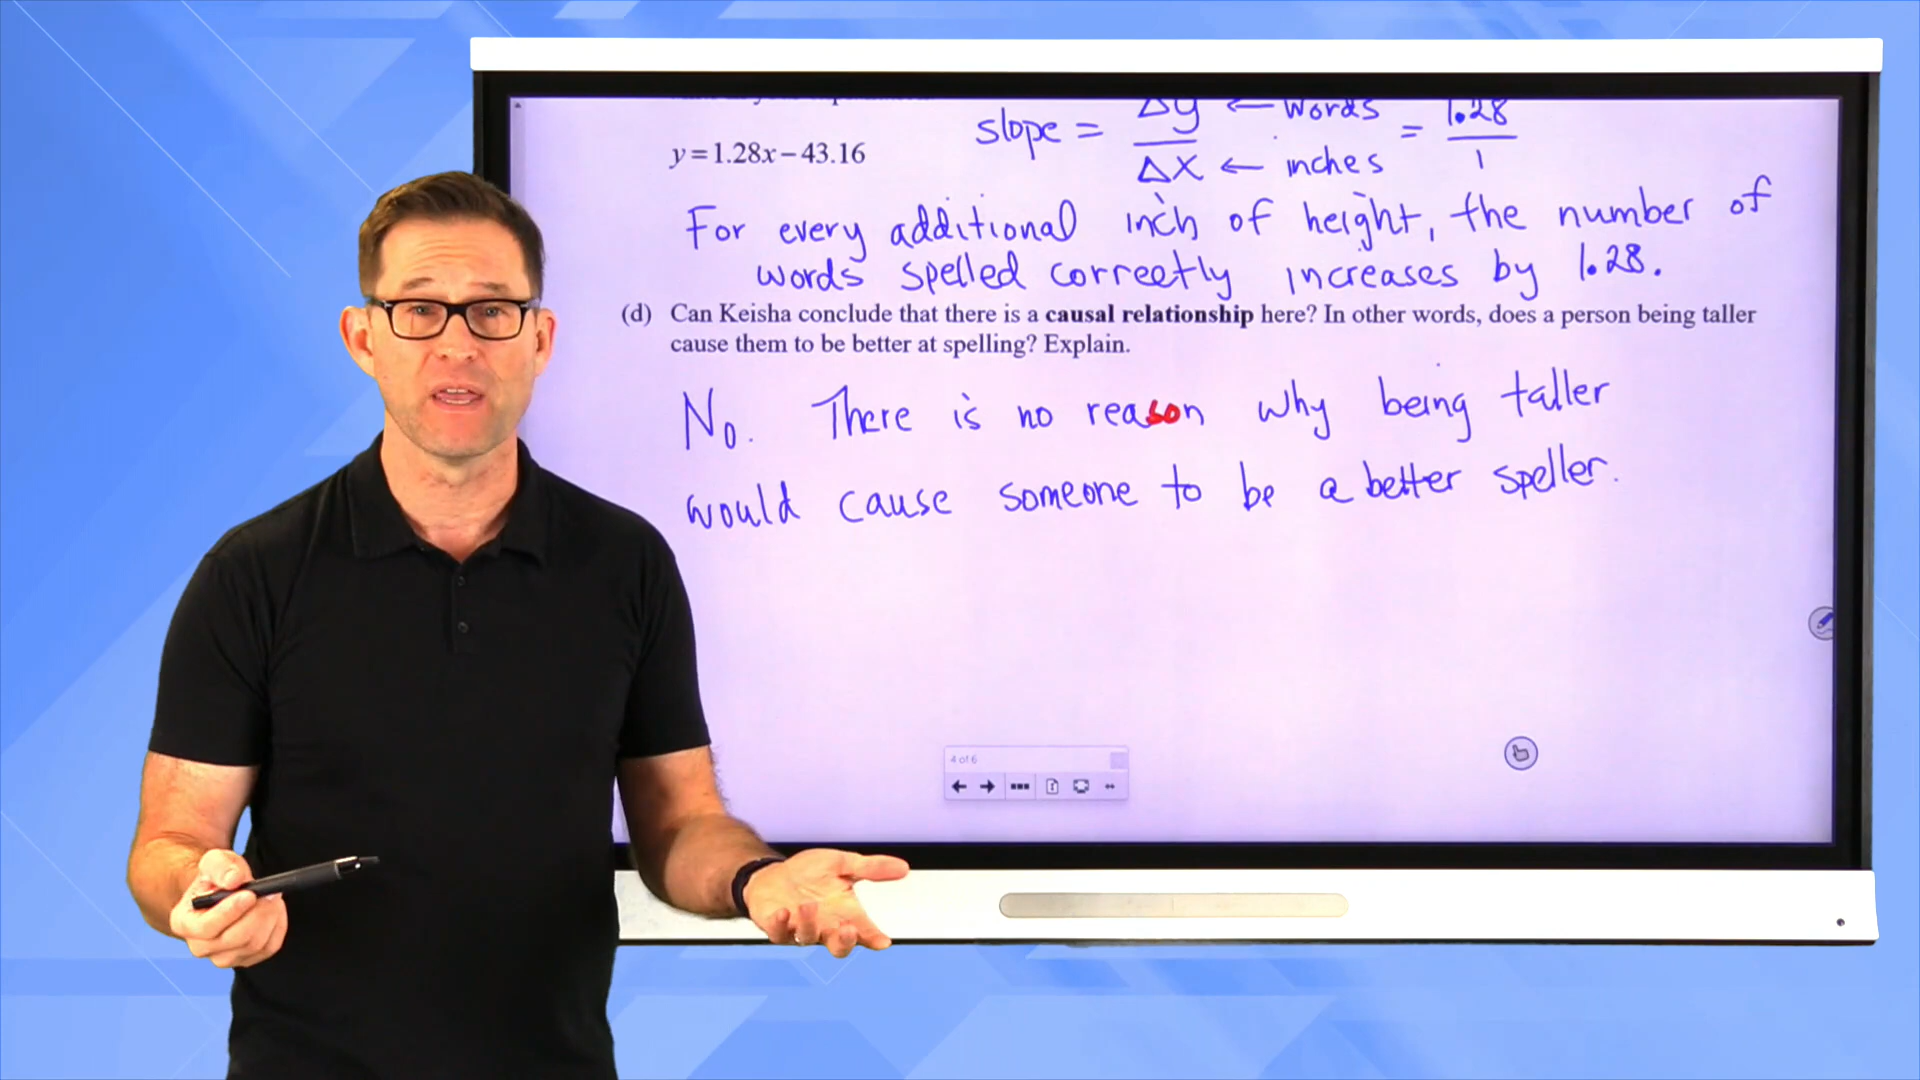 slope = Δy ← words = 1.28
Δx ← inches 1
y = 1.28x – 43.16
For every additional inch of height, the number of
words spelled correctly increases by 1.28.
(d) Can Keisha conclude that there is a causal relationship here? In other words, does a person being taller
cause them to be better at spelling? Explain.
No. There is no reason why being taller
would cause someone to be a better speller.
4 of 6